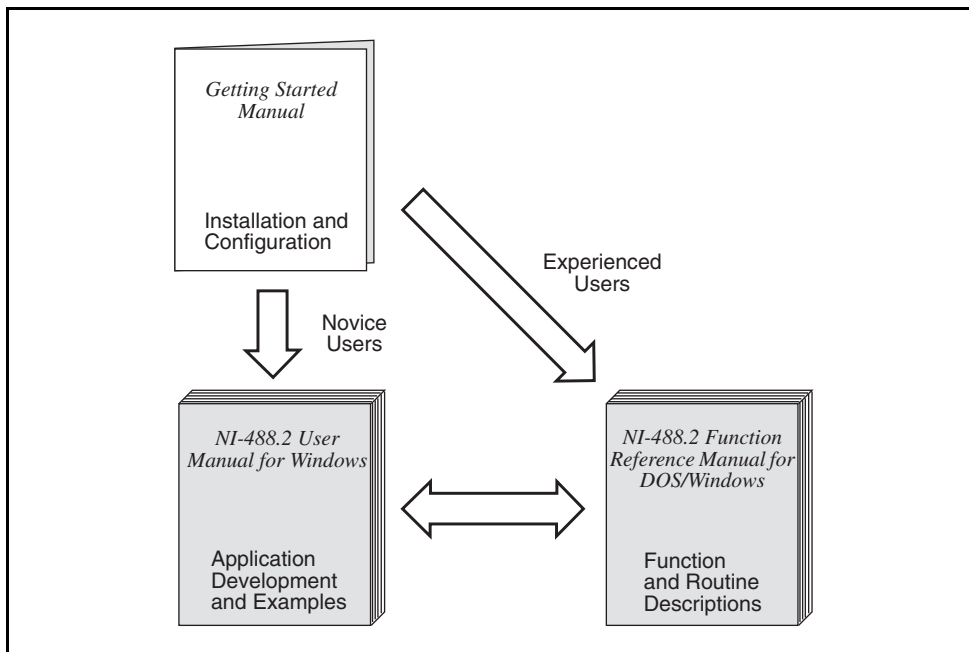 Getting Started
Manual
Installation and
Configuration
Experienced
Users
Novice
Users
NI-488.2 User
Manual for Windows
Application
Development
and Examples
NI-488.2 Function
Reference Manual for
DOS/Windows
Function
and Routine
Descriptions